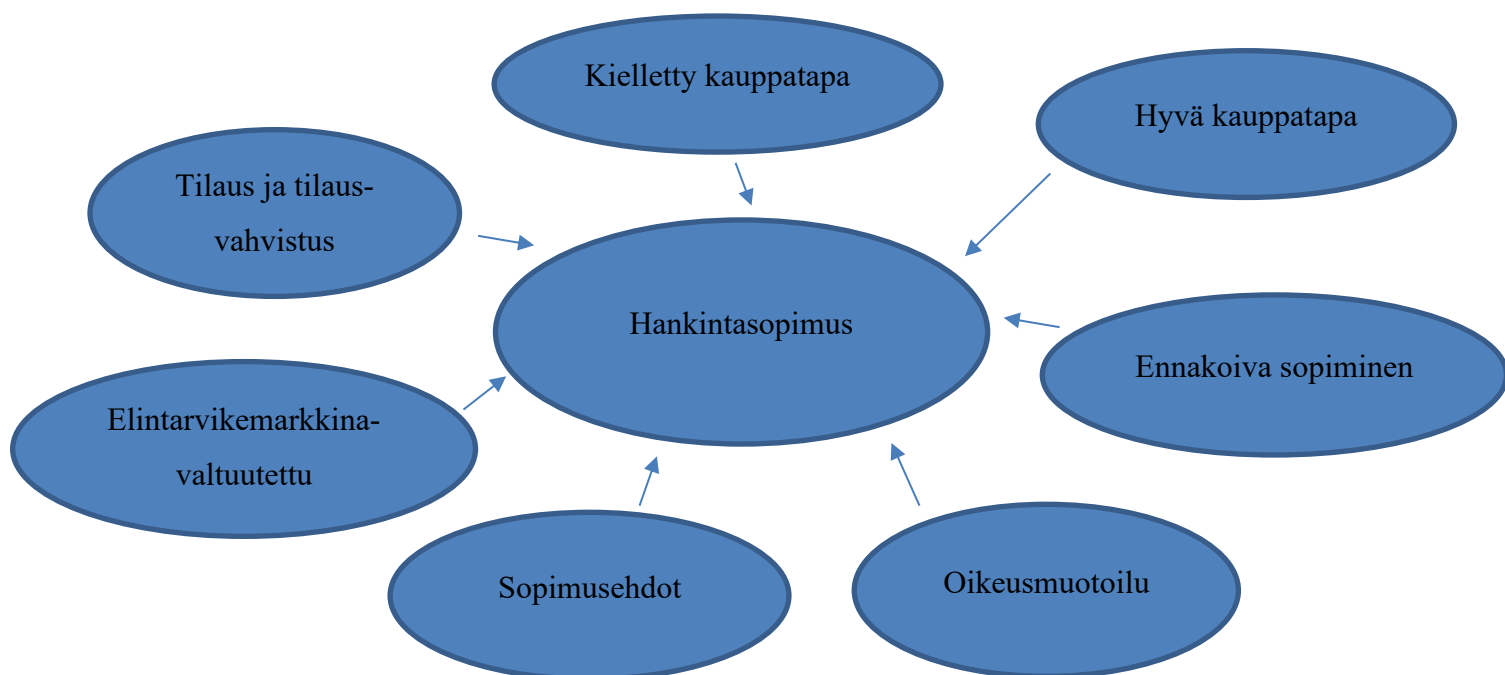 Kielletty kauppatapa
Hyvä kauppatapa
Tilaus ja tilaus-
vahvistus
Hankintasopimus
Ennakoiva sopiminen
Elintarvikemarkkina-
valtuutettu
Sopimusehdot
Oikeusmuotoilu